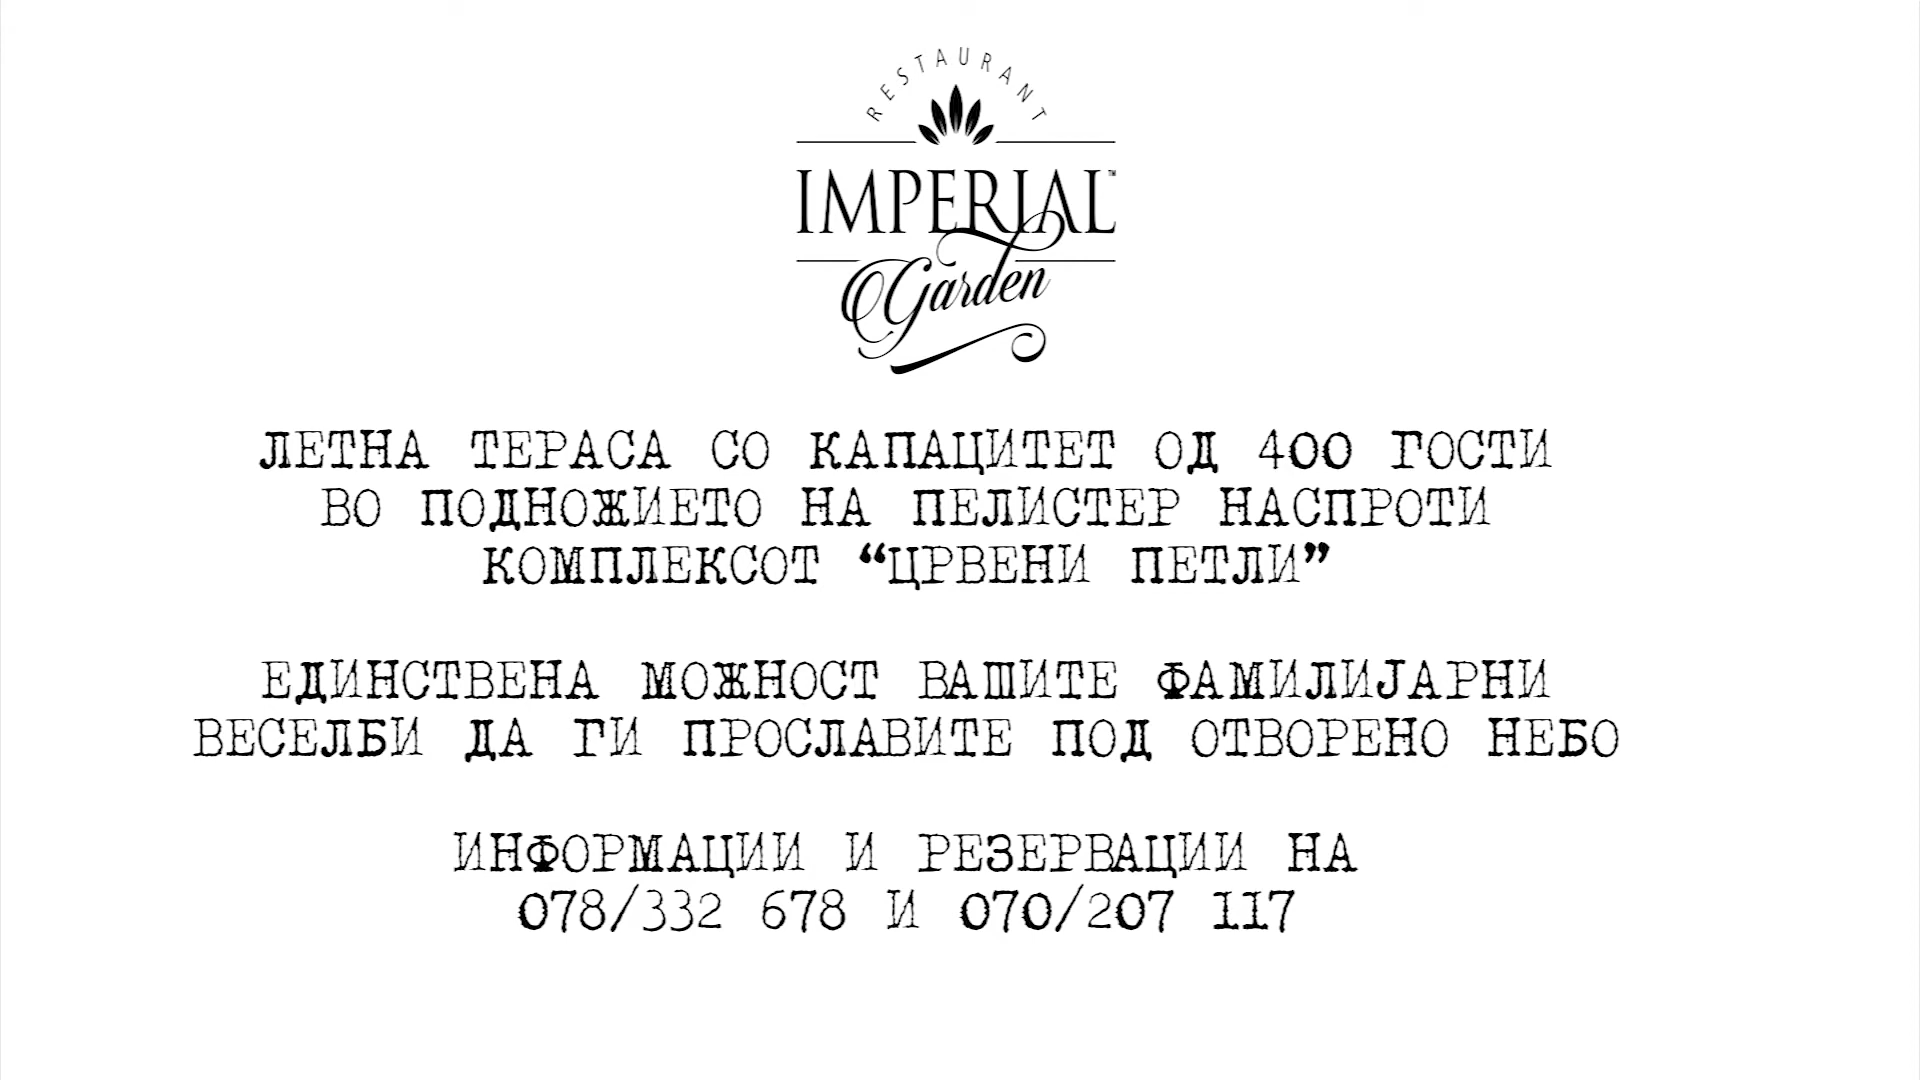 RESTAURANT
IMPERIAL™
Garden
ЛЕТНА ТЕРАСА СО КАПАЦИТЕТ ОД 400 ГОСТИ
ВО ПОДНОЖИЕТО НА ПЕЛИСТЕР НАСПРОТИ
КОМПЛЕКСОТ “ЦРВЕНИ ПЕТЛИ”
ЕДИНСТВЕНА МОЖНОСТ ВАШИТЕ ФАМИЛИЈАРНИ
ВЕСЕЛБИ ДА ГИ ПРОСЛАВИТЕ ПОД ОТВОРЕНО НЕБО
ИНФОРМАЦИИ И РЕЗЕРВАЦИИ НА
078/332 678 И 070/207 117